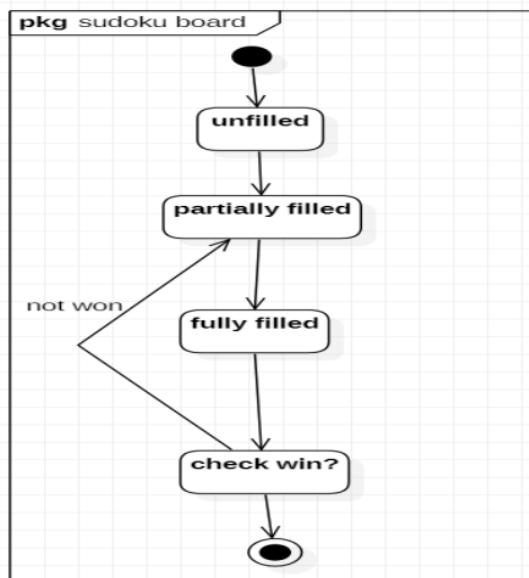 pkg sudoku board
unfilled
partially filled
not won
fully filled
check win?